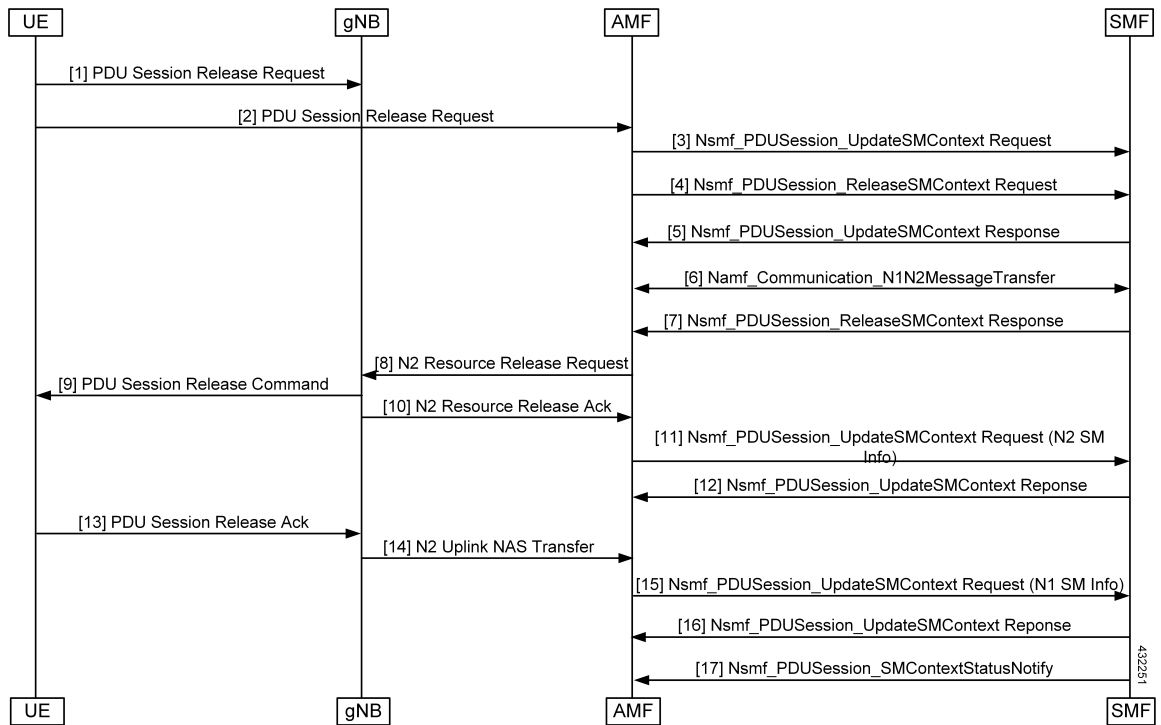 UE
gNB
AMF
SMF
[1] PDU Session Release Request
[2] PDU Session Release Request
[3] Nsmf_PDUSession_UpdateSMContext Request
[4] Nsmf_PDUSession_ReleaseSMContext Request
[5] Nsmf_PDUSession_UpdateSMContext Response
[6] Namf_Communication_N1N2MessageTransfer
[7] Nsmf_PDUSession_ReleaseSMContext Response
[8] N2 Resource Release Request
[9] PDU Session Release Command
[10] N2 Resource Release Ack
[11] Nsmf_PDUSession_UpdateSMContext Request (N2 SM
Info)
[12] Nsmf_PDUSession_UpdateSMContext Reponse
[13] PDU Session Release Ack
[14] N2 Uplink NAS Transfer
[15] Nsmf_PDUSession_UpdateSMContext Request (N1 SM Info)
[16] Nsmf_PDUSession_UpdateSMContext Reponse
[17] Nsmf_PDUSession_SMContextStatusNotify
432251
UE
gNB
AMF
SMF